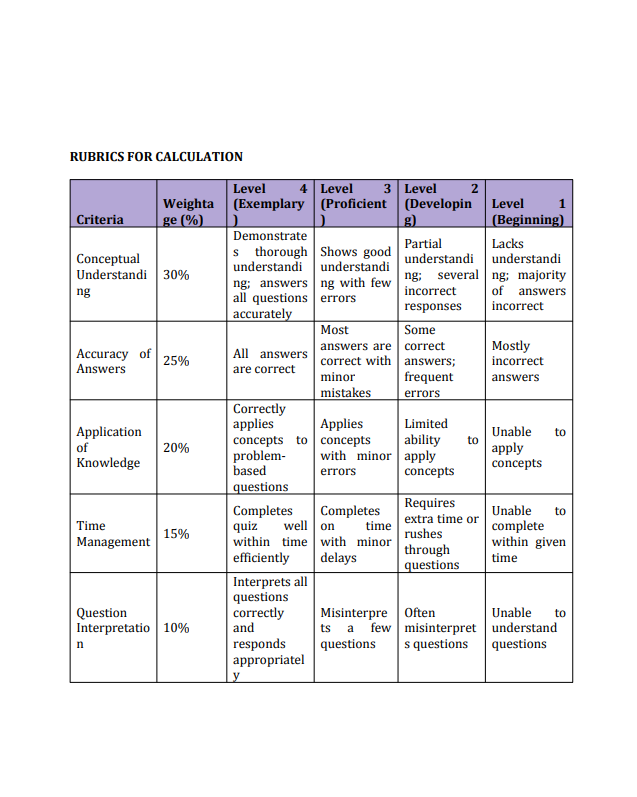 RUBRICS FOR CALCULATION
Criteria
Weighta
ge (%)
Level 4
(Exemplary
)
Level 3
(Proficient
)
Level 2
(Developin
g)
Level 1
(Beginning)
Conceptual
Understandi
ng
30%
Demonstrate
s thorough
understandi
ng; answers
all questions
accurately
Shows good
understandi
ng with few
errors
Partial
understandi
ng; several
incorrect
responses
Lacks
understandi
ng; majority
of answers
incorrect
Accuracy of
Answers
25%
All answers
are correct
Most
answers are
correct with
minor
mistakes
Some
correct
answers;
frequent
errors
Mostly
incorrect
answers
Application
of
Knowledge
20%
Correctly
applies
concepts to
problem-
based
questions
Applies
concepts
with minor
errors
Limited
ability to
apply
concepts
Unable to
apply
concepts
Time
Management
15%
Completes
quiz well
within time
efficiently
Completes
on time
with minor
delays
Requires
extra time or
rushes
through
questions
Unable to
complete
within given
time
Question
Interpretatio
n
10%
Interprets all
questions
correctly
and
responds
appropriatel
y
Misinterpre
ts a few
questions
Often
misinterpret
s questions
Unable to
understand
questions